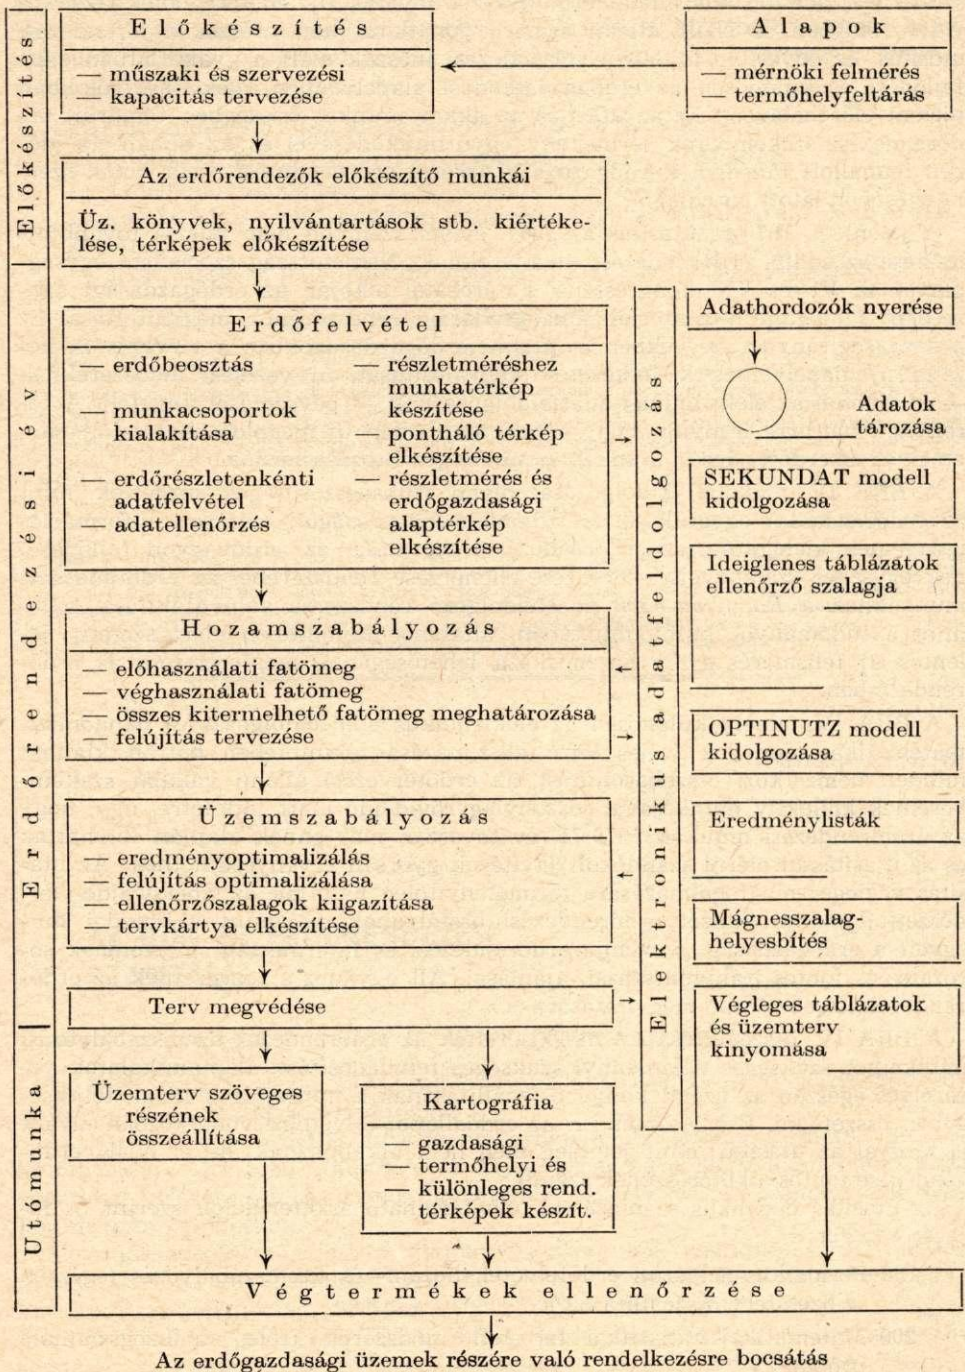 Előkészítés
Erdőrendezési év
Utómunka
Előkészítés
— műszaki és szervezési
— kapacitás tervezése
Alapok
— mérnöki felmérés
— termőhelyfeltárás
Az erdőrendezők előkészítő munkái
Üz. könyvek, nyilvántartások stb. kiértéke-
lése, térképek előkészítése
Erdőfelvétel
— erdőbeosztás
— munkacsoportok
kialakítása
— erdőrészletenkénti
adatfelvétel
— adatellenőrzés
— részletméréshez
munkatérkép
készítése
— pontháló térkép
elkészítése
— részletmérés és
erdőgazdasági
alaptérkép
elkészítése
Hozamszabályozás
— előhasználati fatömeg
— véghasználati fatömeg
— összes kitermelhető fatömeg meghatározása
— felújítás tervezése
Üzemszabályozás
— eredményoptimalizálás
— felújítás optimalizálása
— ellenőrzőszalagok kiigazítása
— tervkártya elkészítése
Terv megvédése
Üzemterv szöveges
részének
összeállítása
Kartográfia
— gazdasági
— termőhelyi és
— különleges rend.
térképek készít.
Elektronikus adatfeldolgozás
Adathordozók nyerése
Adatok
tározása
SEKUNDAT modell
kidolgozása
Ideiglenes táblázatok
ellenőrző szalagja
OPTINUTZ modell
kidolgozása
Eredménylisták
Mágnesszalag-
helyesbítés
Végleges táblázatok
és üzemterv
kinyomása
Végtermékek ellenőrzése
Az erdőgazdasági üzemek részére való rendelkezésre bocsátás